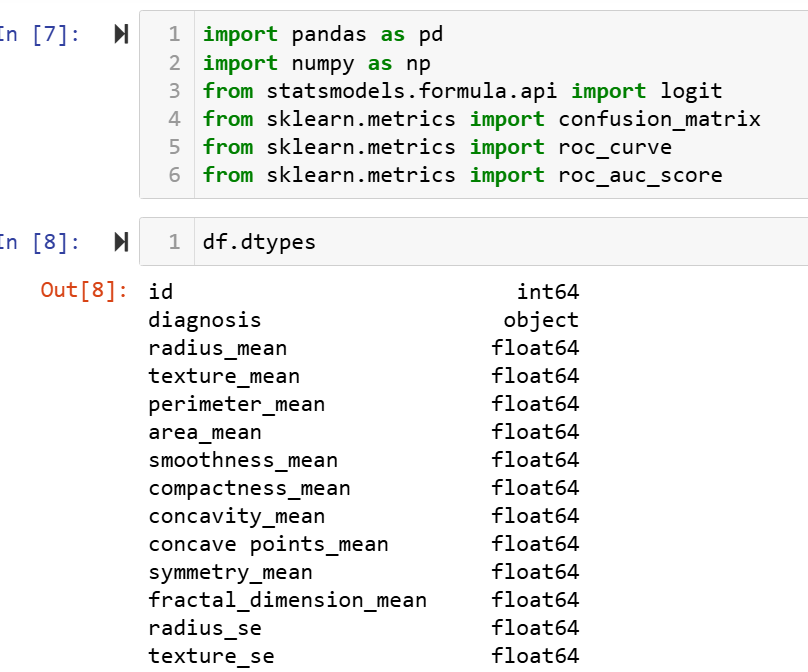 In [7]:
1 import pandas as pd
2 import numpy as np
3 from statsmodels.formula.api import logit
4 from sklearn.metrics import confusion_matrix
5 from sklearn.metrics import roc_curve
6 from sklearn.metrics import roc_auc_score
In [8]:
1 df.dtypes
Out[8]: id int64
diagnosis object
radius_mean float64
texture_mean float64
perimeter_mean float64
area_mean float64
smoothness_mean float64
compactness_mean float64
concavity_mean float64
concave points_mean float64
symmetry_mean float64
fractal_dimension_mean float64
radius_se float64
texture_se float64